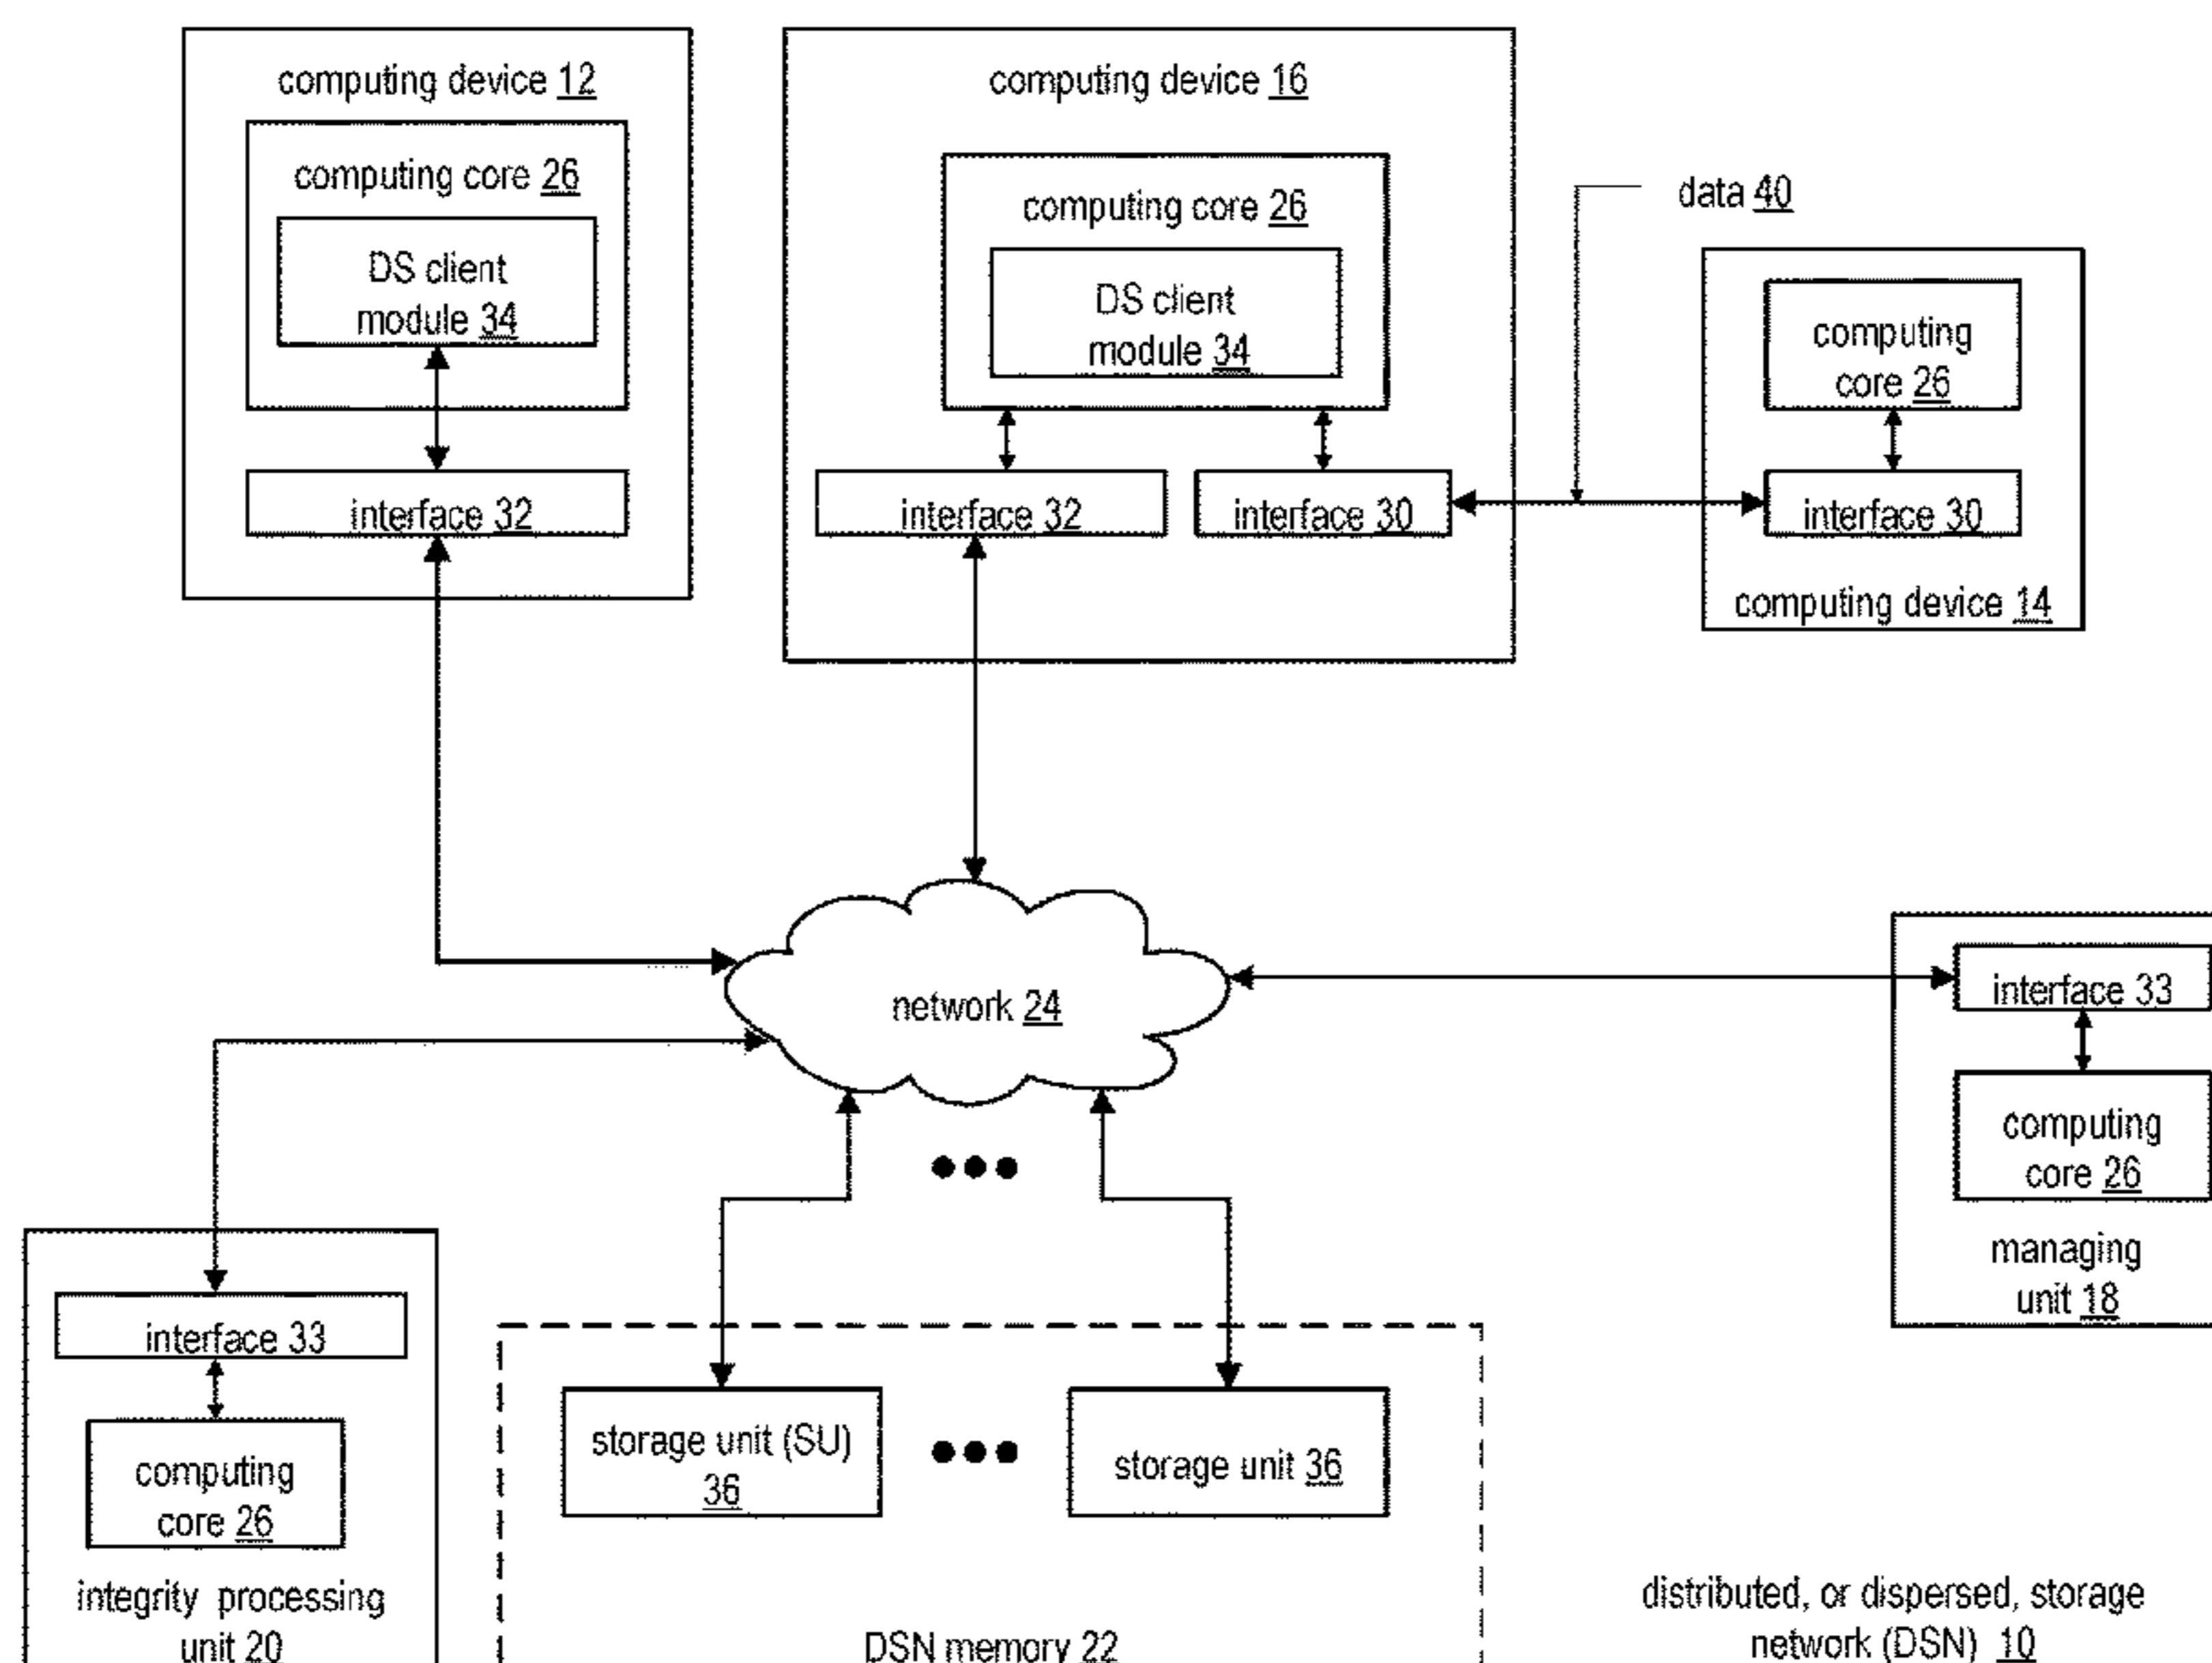 computing device 12
computing core 26
DS client
module 34
interface 32
computing device 16
computing core 26
DS client
module 34
interface 32
interface 30
data 40
computing
core 26
interface 30
computing device 14
network 24
interface 33
computing
core 26
managing
unit 18
interface 33
computing
core 26
integrity processing
unit 20
storage unit (SU)
36
storage unit 36
DSN memory 22
distributed, or dispersed, storage
network (DSN) 10